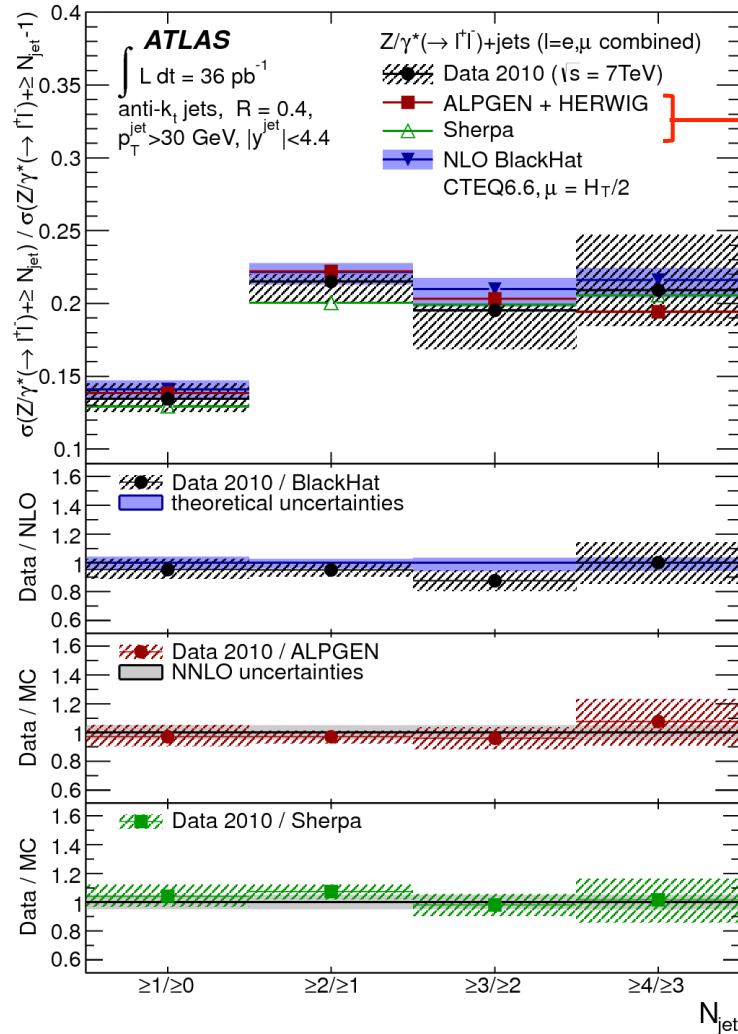 ATLAS
∫ L dt = 36 pb⁻¹
anti-kₜ jets, R = 0.4,
p_T^jet >30 GeV, |y^jet|<4.4
Z/γ*(→ l⁺l⁻)+jets (l=e,μ combined)
Data 2010 (√s = 7TeV)
ALPGEN + HERWIG
Sherpa
NLO BlackHat
CTEQ6.6, μ = H_T/2
σ(Z/γ*(→ l⁺l⁻)+≥ N_jet) / σ(Z/γ*(→ l⁺l⁻)+≥ N_jet-1)
0.4
0.35
0.3
0.25
0.2
0.15
0.1
Data 2010 / BlackHat
theoretical uncertainties
Data / NLO
1.6
1.4
1.2
1
0.8
0.6
Data 2010 / ALPGEN
NNLO uncertainties
Data / MC
1.6
1.4
1.2
1
0.8
0.6
Data 2010 / Sherpa
Data / MC
1.6
1.4
1.2
1
0.8
0.6
≥1/≥0 ≥2/≥1 ≥3/≥2 ≥4/≥3
N_jet